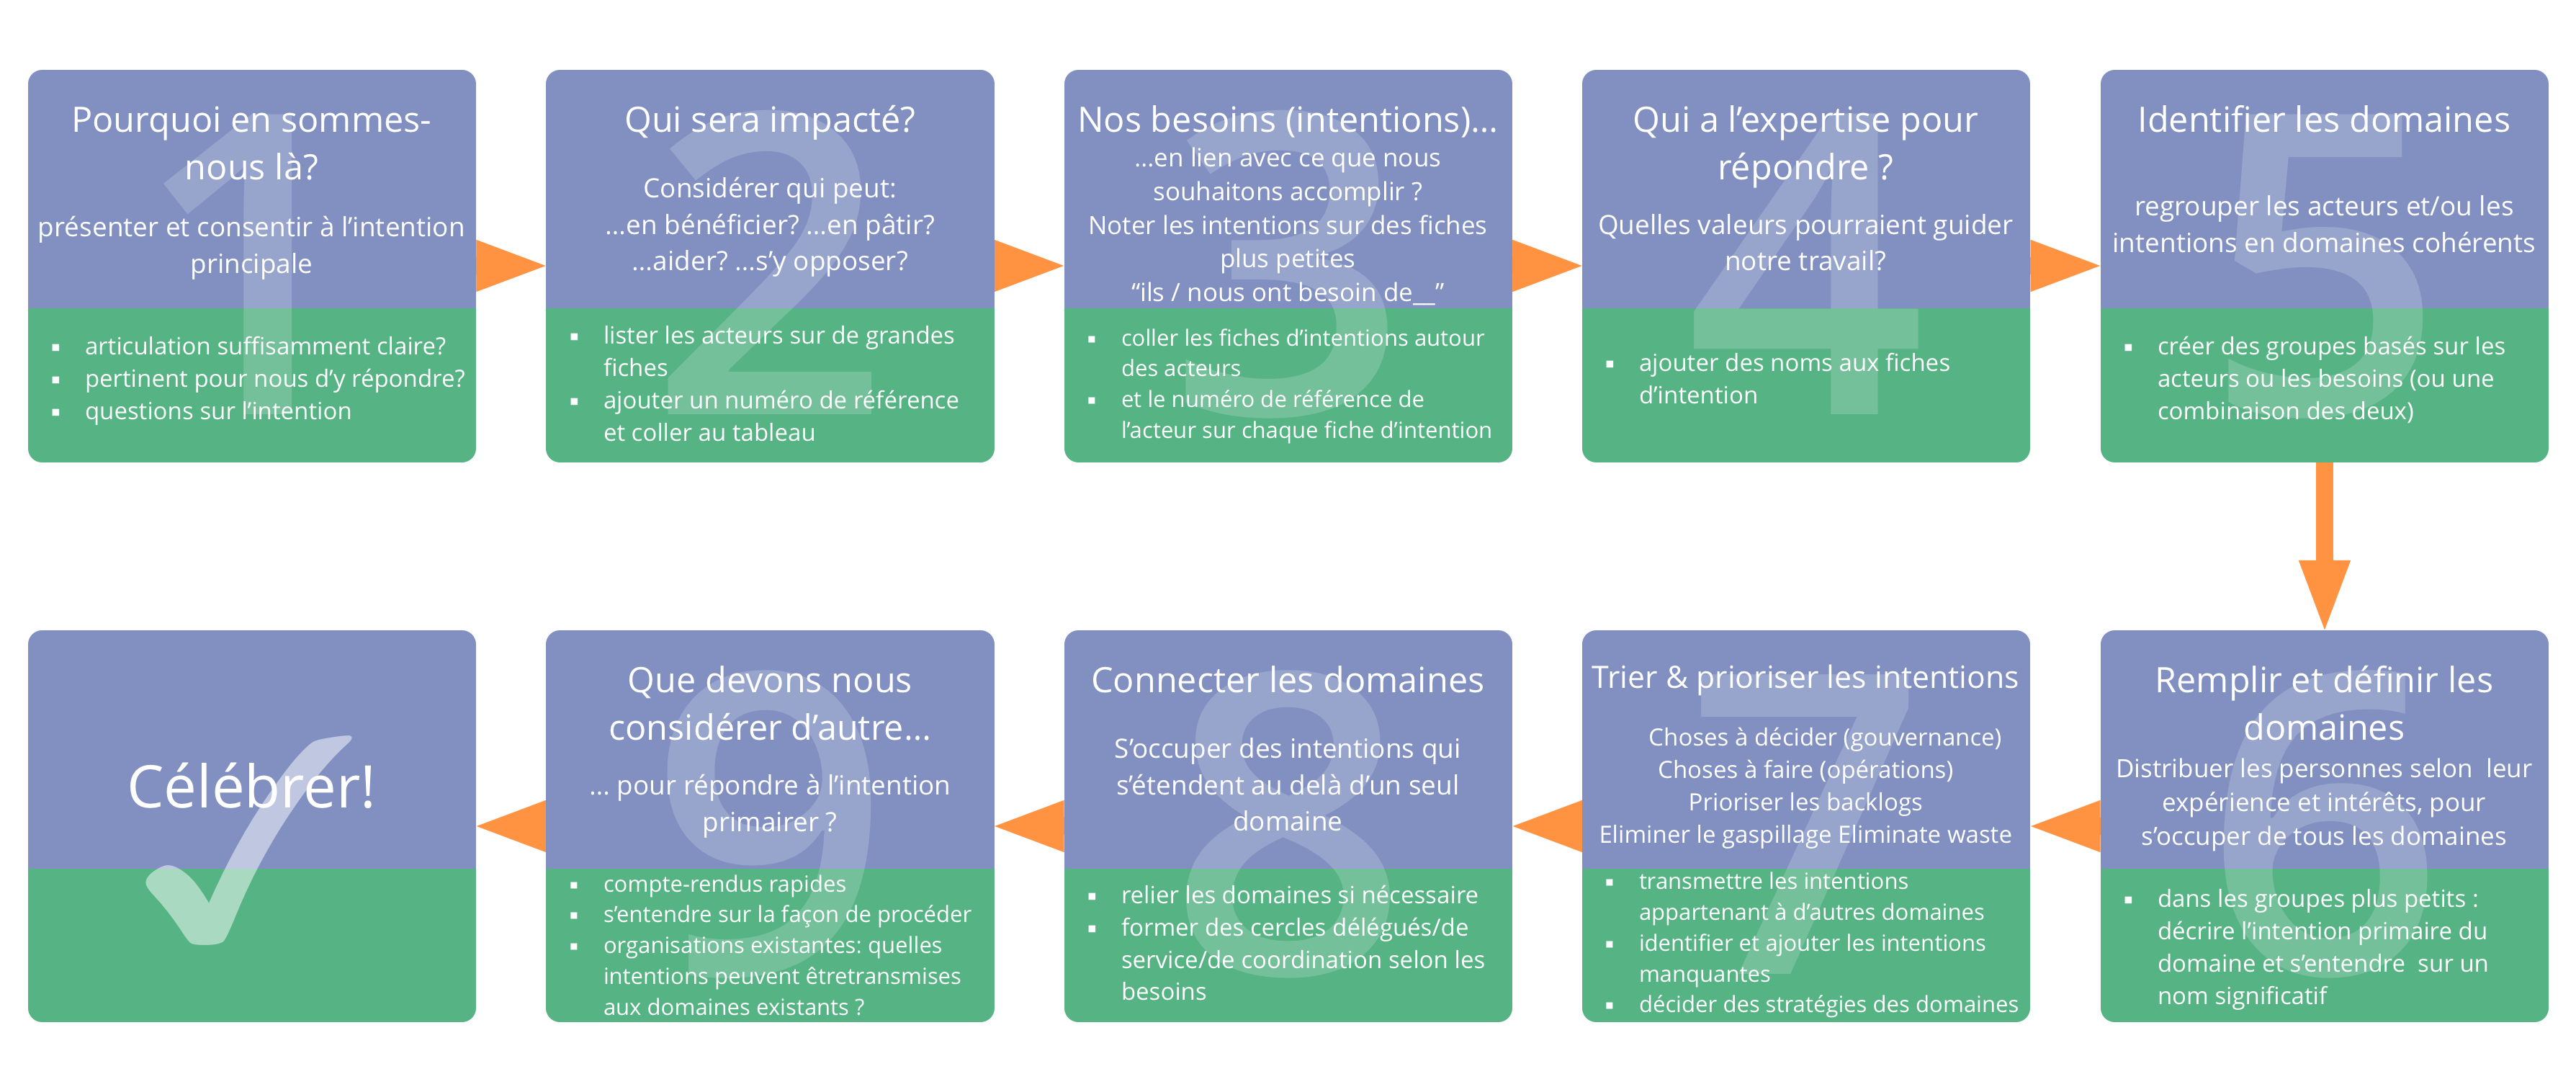 1
Pourquoi en sommes-
nous là?
présenter et consentir à l’intention
principale
▪ articulation suffisamment claire?
▪ pertinent pour nous d’y répondre?
▪ questions sur l’intention
2
Qui sera impacté?
Considérer qui peut:
...en bénéficier? ...en pâtir?
...aider? ...s’y opposer?
▪ lister les acteurs sur de grandes
fiches
▪ ajouter un numéro de référence
et coller au tableau
3
Nos besoins (intentions)...
...en lien avec ce que nous
souhaitons accomplir ?
Noter les intentions sur des fiches
plus petites
“ils / nous ont besoin de__”
▪ coller les fiches d’intentions autour
des acteurs
▪ et le numéro de référence de
l’acteur sur chaque fiche d’intention
4
Qui a l’expertise pour
répondre ?
Quelles valeurs pourraient guider
notre travail?
▪ ajouter des noms aux fiches
d’intention
5
Identifier les domaines
regrouper les acteurs et/ou les
intentions en domaines cohérents
▪ créer des groupes basés sur les
acteurs ou les besoins (ou une
combinaison des deux)
6
Remplir et définir les
domaines
Distribuer les personnes selon  leur
expérience et intérêts, pour
s’occuper de tous les domaines
▪ dans les groupes plus petits :
décrire l’intention primaire du
domaine et s’entendre  sur un
nom significatif
7
Trier & prioriser les intentions
Choses à décider (gouvernance)
Choses à faire (opérations)
Prioriser les backlogs
Eliminer le gaspillage Eliminate waste
▪ transmettre les intentions
appartenant à d’autres domaines
▪ identifier et ajouter les intentions
manquantes
▪ décider des stratégies des domaines
8
Connecter les domaines
S’occuper des intentions qui
s’étendent au delà d’un seul
domaine
▪ relier les domaines si nécessaire
▪ former des cercles délégués/de
service/de coordination selon les
besoins
9
Que devons nous
considérer d’autre...
... pour répondre à l’intention
primairer ?
▪ compte-rendus rapides
▪ s’entendre sur la façon de procéder
▪ organisations existantes: quelles
intentions peuvent êtretransmises
aux domaines existants ?
✓
Célébrer!